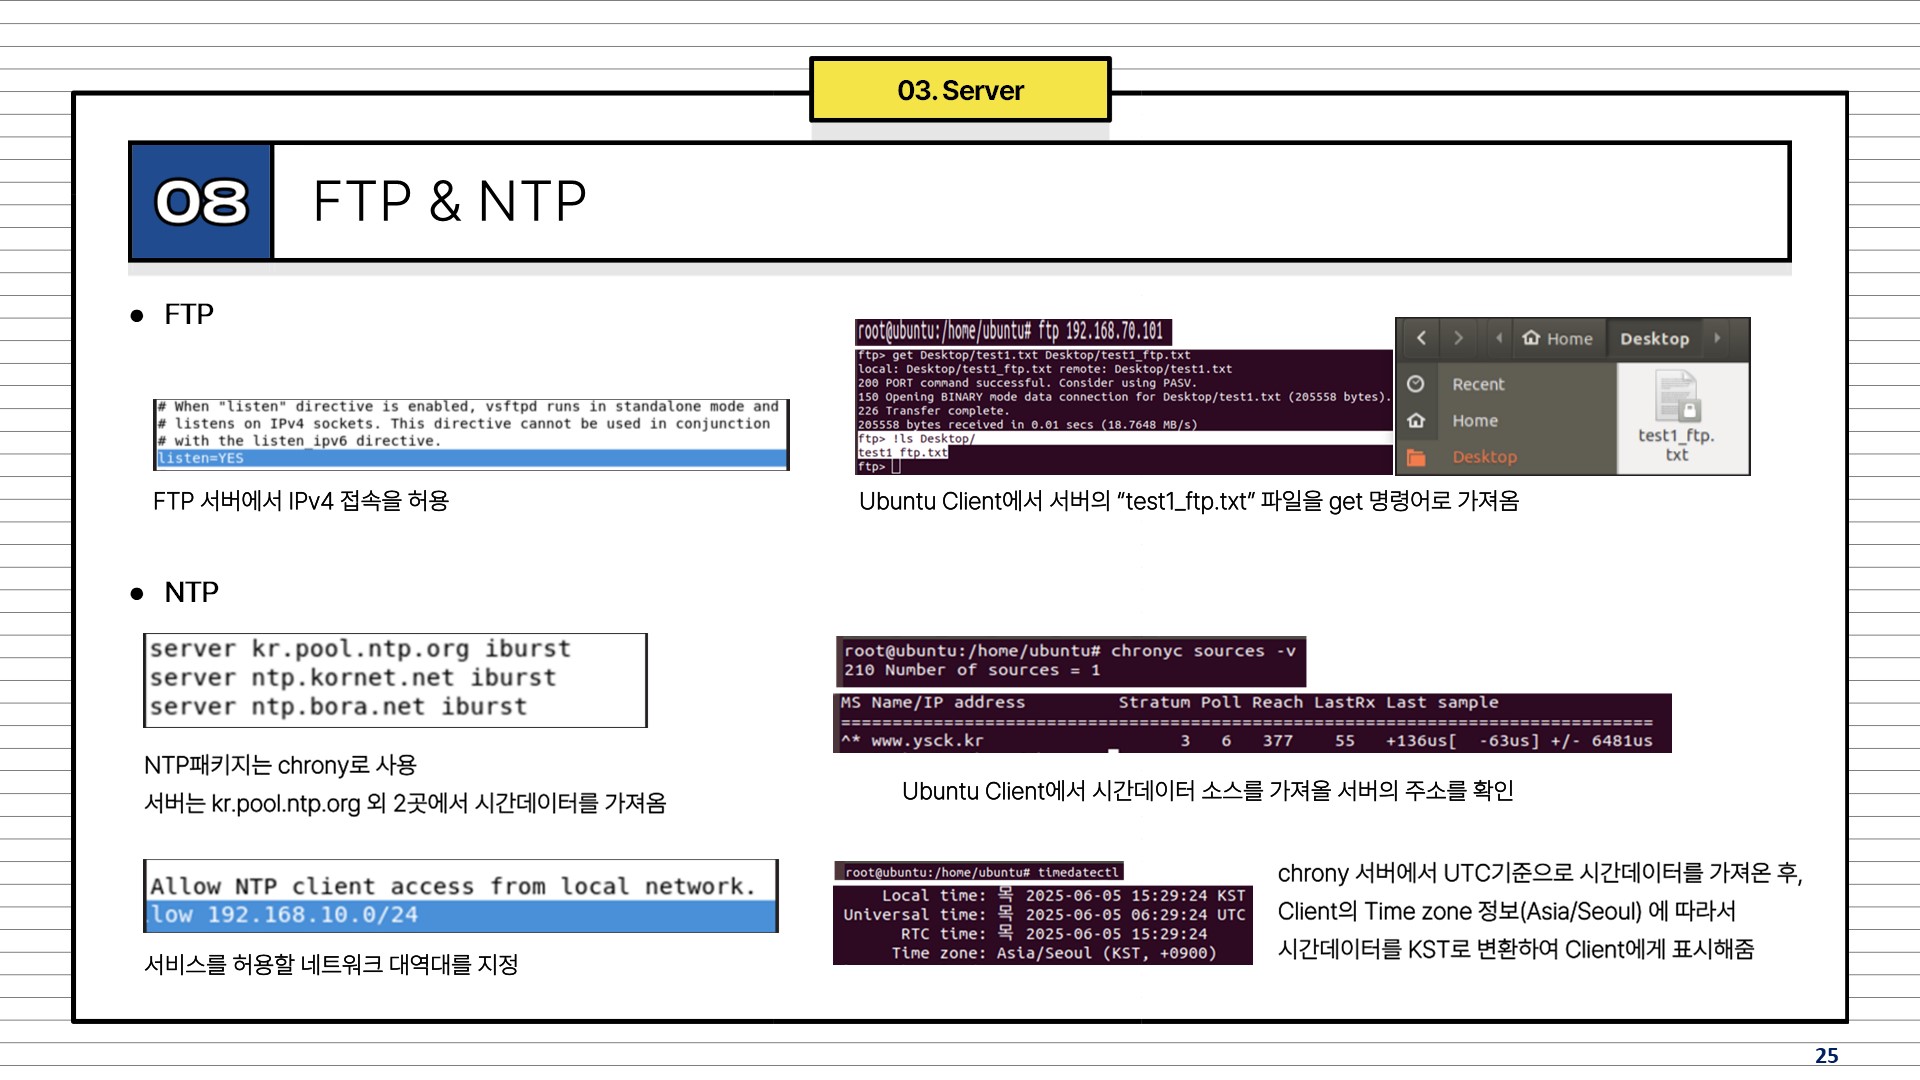 03. Server
08
FTP & NTP
● FTP
# When "listen" directive is enabled, vsftpd runs in standalone mode and
# listens on IPv4 sockets. This directive cannot be used in conjunction
# with the listen_ipv6 directive.
listen=YES
FTP 서버에서 IPv4 접속을 허용
root@ubuntu:/home/ubuntu# ftp 192.168.70.101
ftp> get Desktop/test1.txt Desktop/test1_ftp.txt
local: Desktop/test1_ftp.txt remote: Desktop/test1.txt
200 PORT command successful. Consider using PASV.
150 Opening BINARY mode data connection for Desktop/test1.txt (205558 bytes).
226 Transfer complete.
205558 bytes received in 0.01 secs (18.7648 MB/s)
ftp> !ls Desktop/
test1_ftp.txt
ftp>
Home Desktop
Recent
Home
Desktop
test1_ftp.
txt
Ubuntu Client에서 서버의 “test1_ftp.txt” 파일을 get 명령어로 가져옴
● NTP
server kr.pool.ntp.org iburst
server ntp.kornet.net iburst
server ntp.bora.net iburst
NTP패키지는 chrony로 사용
서버는 kr.pool.ntp.org 외 2곳에서 시간데이터를 가져옴
root@ubuntu:/home/ubuntu# chronyc sources -v
210 Number of sources = 1
MS Name/IP address Stratum Poll Reach LastRx Last sample
===============================================================================
^* www.ysck.kr 3 6 377 55 +136us[ -63us] +/- 6481us
Ubuntu Client에서 시간데이터 소스를 가져올 서버의 주소를 확인
Allow NTP client access from local network.
low 192.168.10.0/24
서비스를 허용할 네트워크 대역대를 지정
root@ubuntu:/home/ubuntu# timedatectl
Local time: 목 2025-06-05 15:29:24 KST
Universal time: 목 2025-06-05 06:29:24 UTC
RTC time: 목 2025-06-05 15:29:24
Time zone: Asia/Seoul (KST, +0900)
chrony 서버에서 UTC기준으로 시간데이터를 가져온 후,
Client의 Time zone 정보(Asia/Seoul) 에 따라서
시간데이터를 KST로 변환하여 Client에게 표시해줌
25